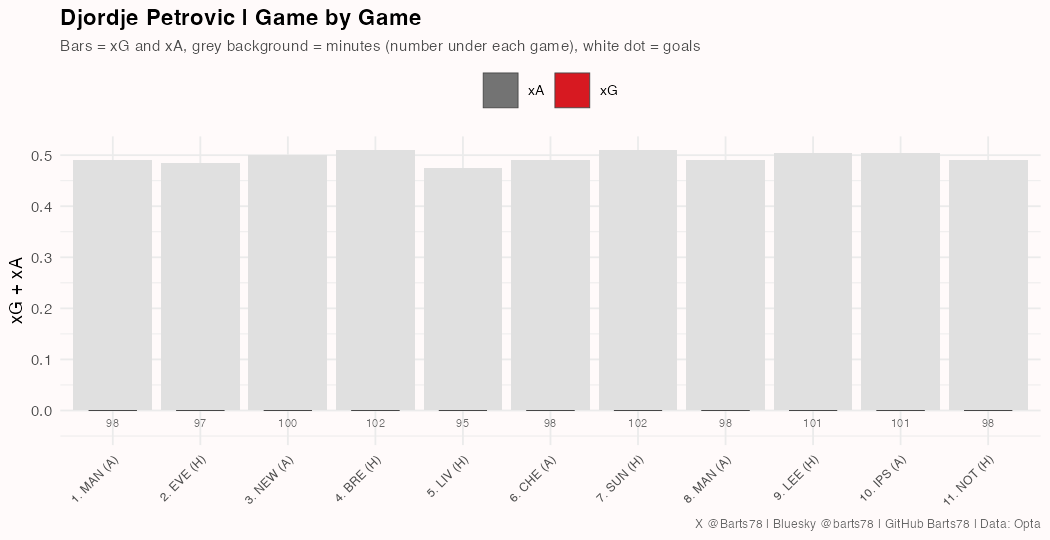 Djordje Petrovic | Game by Game
Bars = xG and xA, grey background = minutes (number under each game), white dot = goals
xA xG
xG + xA
0.5
0.4
0.3
0.2
0.1
0.0
98 97 100 102 95 98 102 98 101 101 98
1. MAN (A) 2. EVE (H) 3. NEW (A) 4. BRE (H) 5. LIV (H) 6. CHE (A) 7. SUN (H) 8. MAN (A) 9. LEE (H) 10. IPS (A) 11. NOT (H)
X @Barts78 | Bluesky @barts78 | GitHub Barts78 | Data: Opta